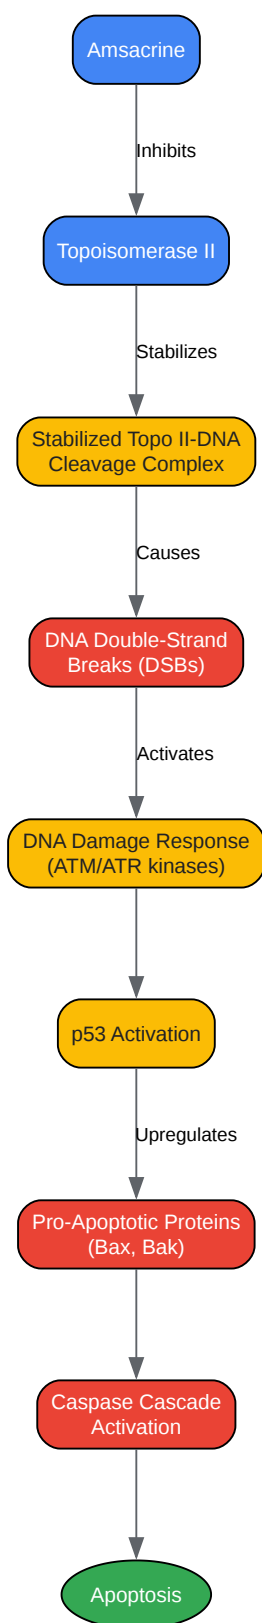 Amsacrine
Inhibits
Topoisomerase II
Stabilizes
Stabilized Topo II-DNA
Cleavage Complex
Causes
DNA Double-Strand
Breaks (DSBs)
Activates
DNA Damage Response
(ATM/ATR kinases)
p53 Activation
Upregulates
Pro-Apoptotic Proteins
(Bax, Bak)
Caspase Cascade
Activation
Apoptosis